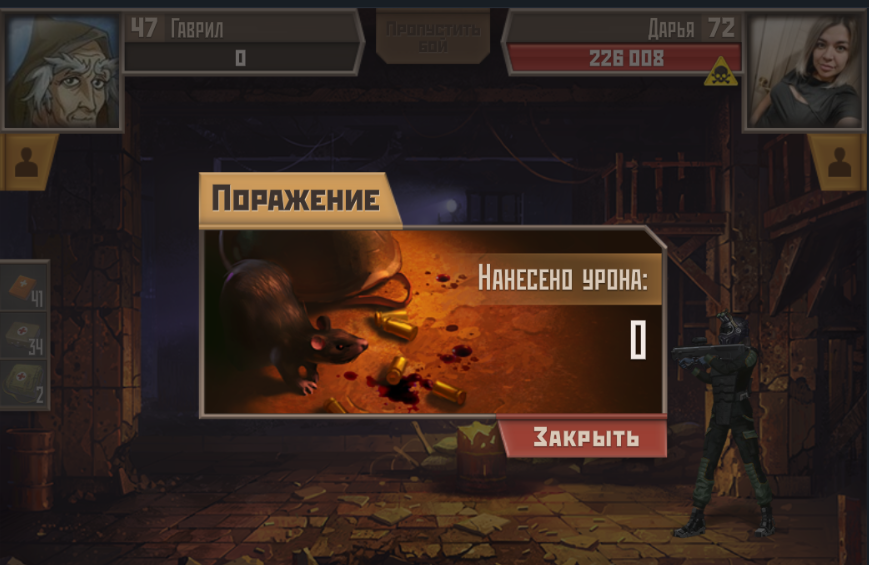 47 Гаврил
0
Пропустить
бой
Дарья 72
226 008
Поражение
Нанесено урона:
0
41
34
2
Закрыть